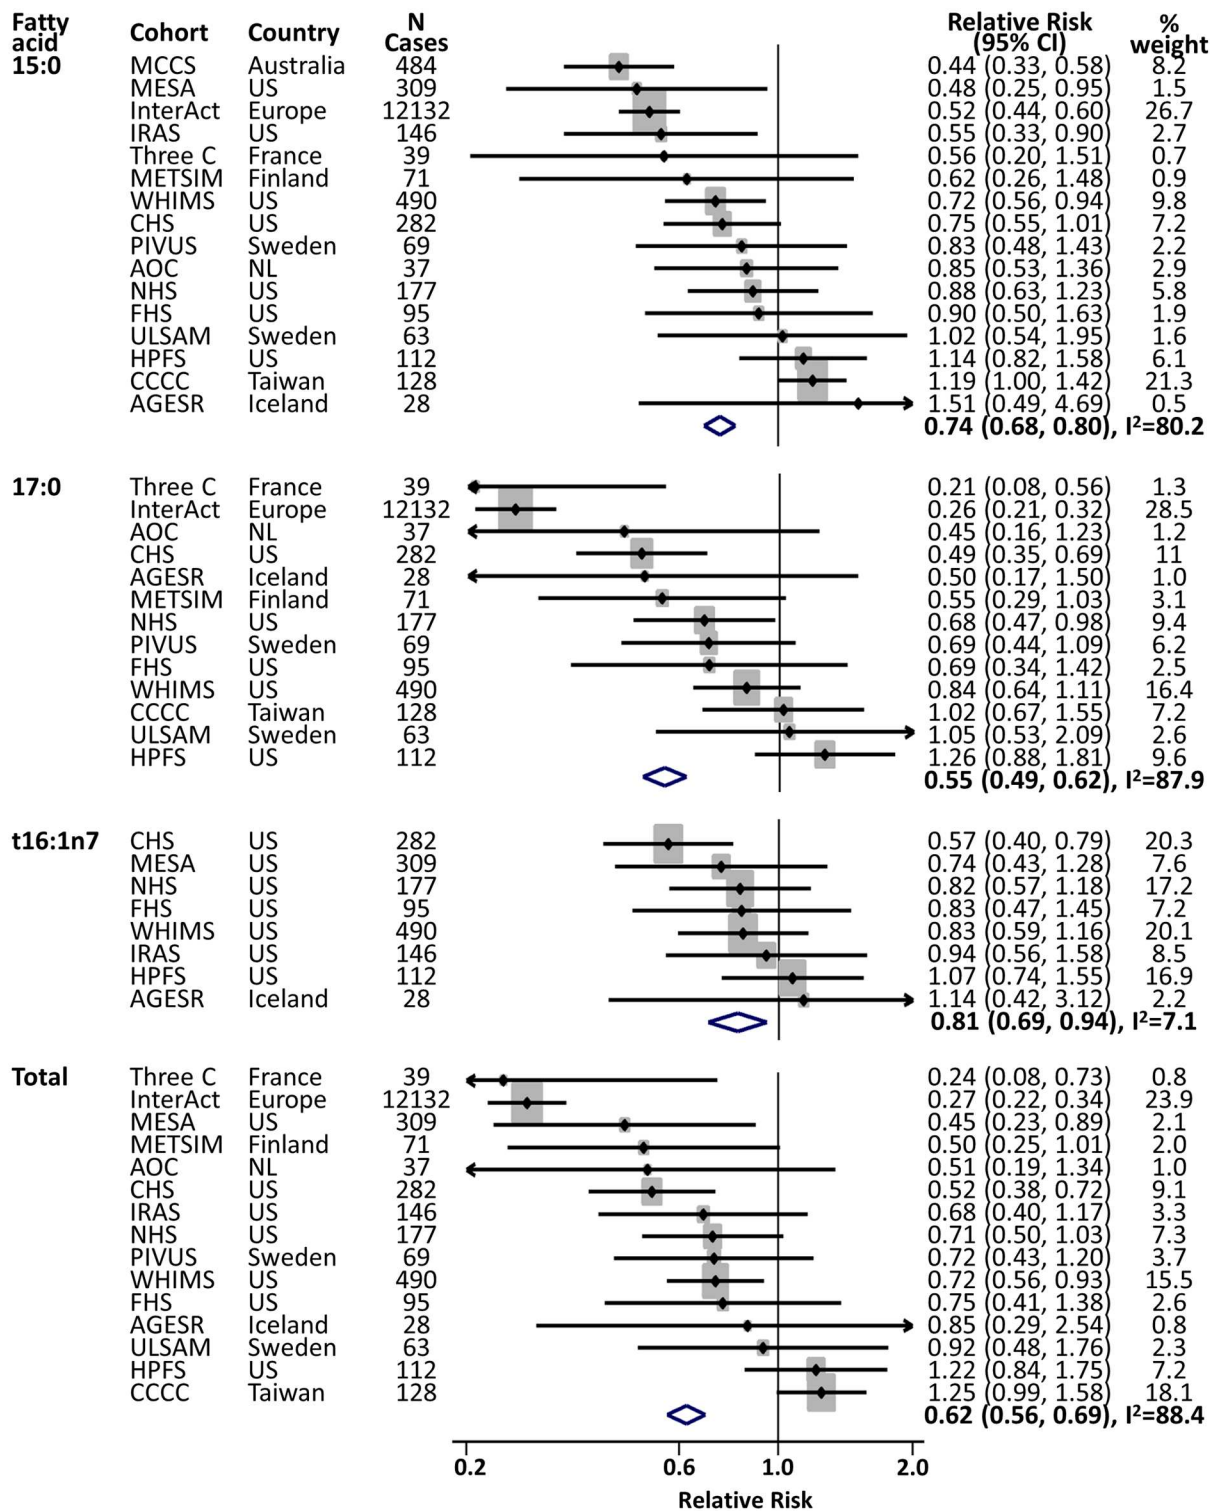 Fatty acid Cohort Country N Cases Relative Risk (95% CI) % weight
15:0 MCCS Australia 484 0.44 (0.33, 0.58) 8.2
MESA US 309 0.48 (0.25, 0.95) 1.5
InterAct Europe 12132 0.52 (0.44, 0.60) 26.7
IRAS US 146 0.55 (0.33, 0.90) 2.7
Three C France 39 0.56 (0.20, 1.51) 0.7
METSIM Finland 71 0.62 (0.26, 1.48) 0.9
WHIMS US 490 0.72 (0.56, 0.94) 9.8
CHS US 282 0.75 (0.55, 1.01) 7.2
PIVUS Sweden 69 0.83 (0.48, 1.43) 2.2
AOC NL 37 0.85 (0.53, 1.36) 2.9
NHS US 177 0.88 (0.63, 1.23) 5.8
FHS US 95 0.90 (0.50, 1.63) 1.9
ULSAM Sweden 63 1.02 (0.54, 1.95) 1.6
HPFS US 112 1.14 (0.82, 1.58) 6.1
CCCC Taiwan 128 1.19 (1.00, 1.42) 21.3
AGESR Iceland 28 1.51 (0.49, 4.69) 0.5
0.74 (0.68, 0.80), I²=80.2
17:0 Three C France 39 0.21 (0.08, 0.56) 1.3
InterAct Europe 12132 0.26 (0.21, 0.32) 28.5
AOC NL 37 0.45 (0.16, 1.23) 1.2
CHS US 282 0.49 (0.35, 0.69) 11
AGESR Iceland 28 0.50 (0.17, 1.50) 1.0
METSIM Finland 71 0.55 (0.29, 1.03) 3.1
NHS US 177 0.68 (0.47, 0.98) 9.4
PIVUS Sweden 69 0.69 (0.44, 1.09) 6.2
FHS US 95 0.69 (0.34, 1.42) 2.5
WHIMS US 490 0.84 (0.64, 1.11) 16.4
CCCC Taiwan 128 1.02 (0.67, 1.55) 7.2
ULSAM Sweden 63 1.05 (0.53, 2.09) 2.6
HPFS US 112 1.26 (0.88, 1.81) 9.6
0.55 (0.49, 0.62), I²=87.9
t16:1n7 CHS US 282 0.57 (0.40, 0.79) 20.3
MESA US 309 0.74 (0.43, 1.28) 7.6
NHS US 177 0.82 (0.57, 1.18) 17.2
FHS US 95 0.83 (0.47, 1.45) 7.2
WHIMS US 490 0.83 (0.59, 1.16) 20.1
IRAS US 146 0.94 (0.56, 1.58) 8.5
HPFS US 112 1.07 (0.74, 1.55) 16.9
AGESR Iceland 28 1.14 (0.42, 3.12) 2.2
0.81 (0.69, 0.94), I²=7.1
Total Three C France 39 0.24 (0.08, 0.73) 0.8
InterAct Europe 12132 0.27 (0.22, 0.34) 23.9
MESA US 309 0.45 (0.23, 0.89) 2.1
METSIM Finland 71 0.50 (0.25, 1.01) 2.0
AOC NL 37 0.51 (0.19, 1.34) 1.0
CHS US 282 0.52 (0.38, 0.72) 9.1
IRAS US 146 0.68 (0.40, 1.17) 3.3
NHS US 177 0.71 (0.50, 1.03) 7.3
PIVUS Sweden 69 0.72 (0.43, 1.20) 3.7
WHIMS US 490 0.72 (0.56, 0.93) 15.5
FHS US 95 0.75 (0.41, 1.38) 2.6
AGESR Iceland 28 0.85 (0.29, 2.54) 0.8
ULSAM Sweden 63 0.92 (0.48, 1.76) 2.3
HPFS US 112 1.22 (0.84, 1.75) 7.2
CCCC Taiwan 128 1.25 (0.99, 1.58) 18.1
0.62 (0.56, 0.69), I²=88.4
0.2 0.6 1.0 2.0
Relative Risk